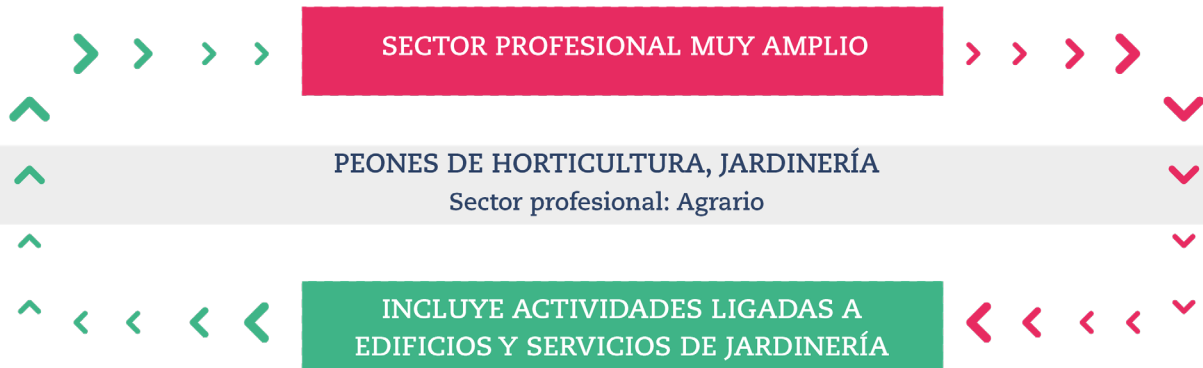 SECTOR PROFESIONAL MUY AMPLIO
PEONES DE HORTICULTURA, JARDINERÍA
Sector profesional: Agrario
INCLUYE ACTIVIDADES LIGADAS A
EDIFICIOS Y SERVICIOS DE JARDINERÍA